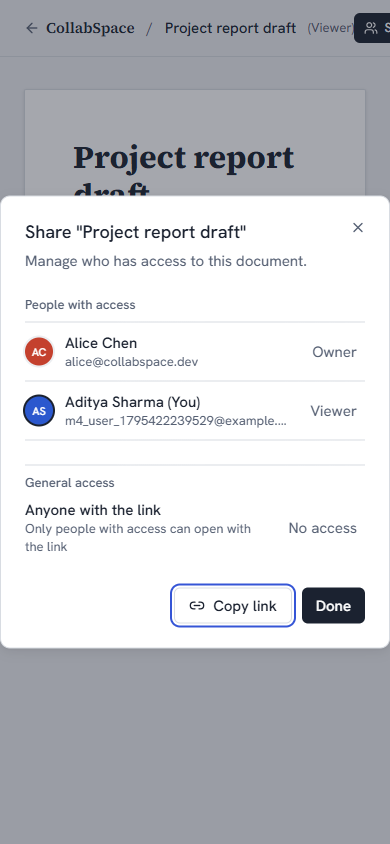 CollabSpace / Project report draft (Viewer)
Project report
draft
Share "Project report draft"
Manage who has access to this document.
People with access
AC
Alice Chen
alice@collabspace.dev
Owner
AS
Aditya Sharma (You)
m4_user_1795422239529@example....
Viewer
General access
Anyone with the link
Only people with access can open with
the link
No access
Copy link
Done